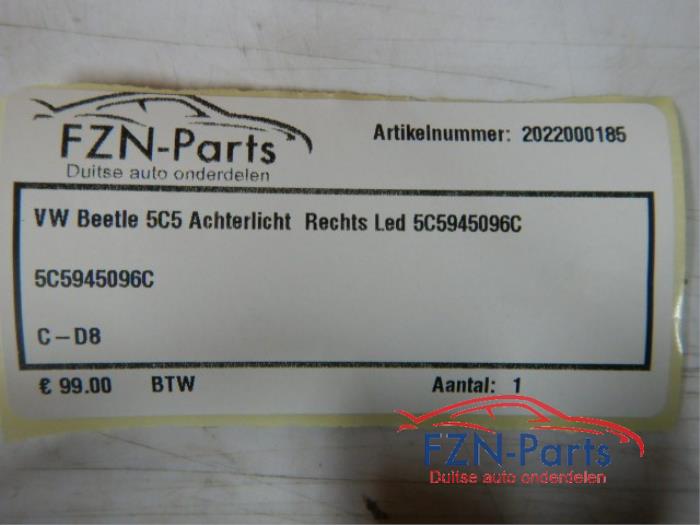 FZN-Parts
Duitse auto onderdelen
Artikelnummer: 2022000185
VW Beetle 5C5 Achterlicht Rechts Led 5C5945096C
5C5945096C
C-D8
€ 99.00 BTW Aantal: 1
FZN-Parts
Duitse auto onderdelen